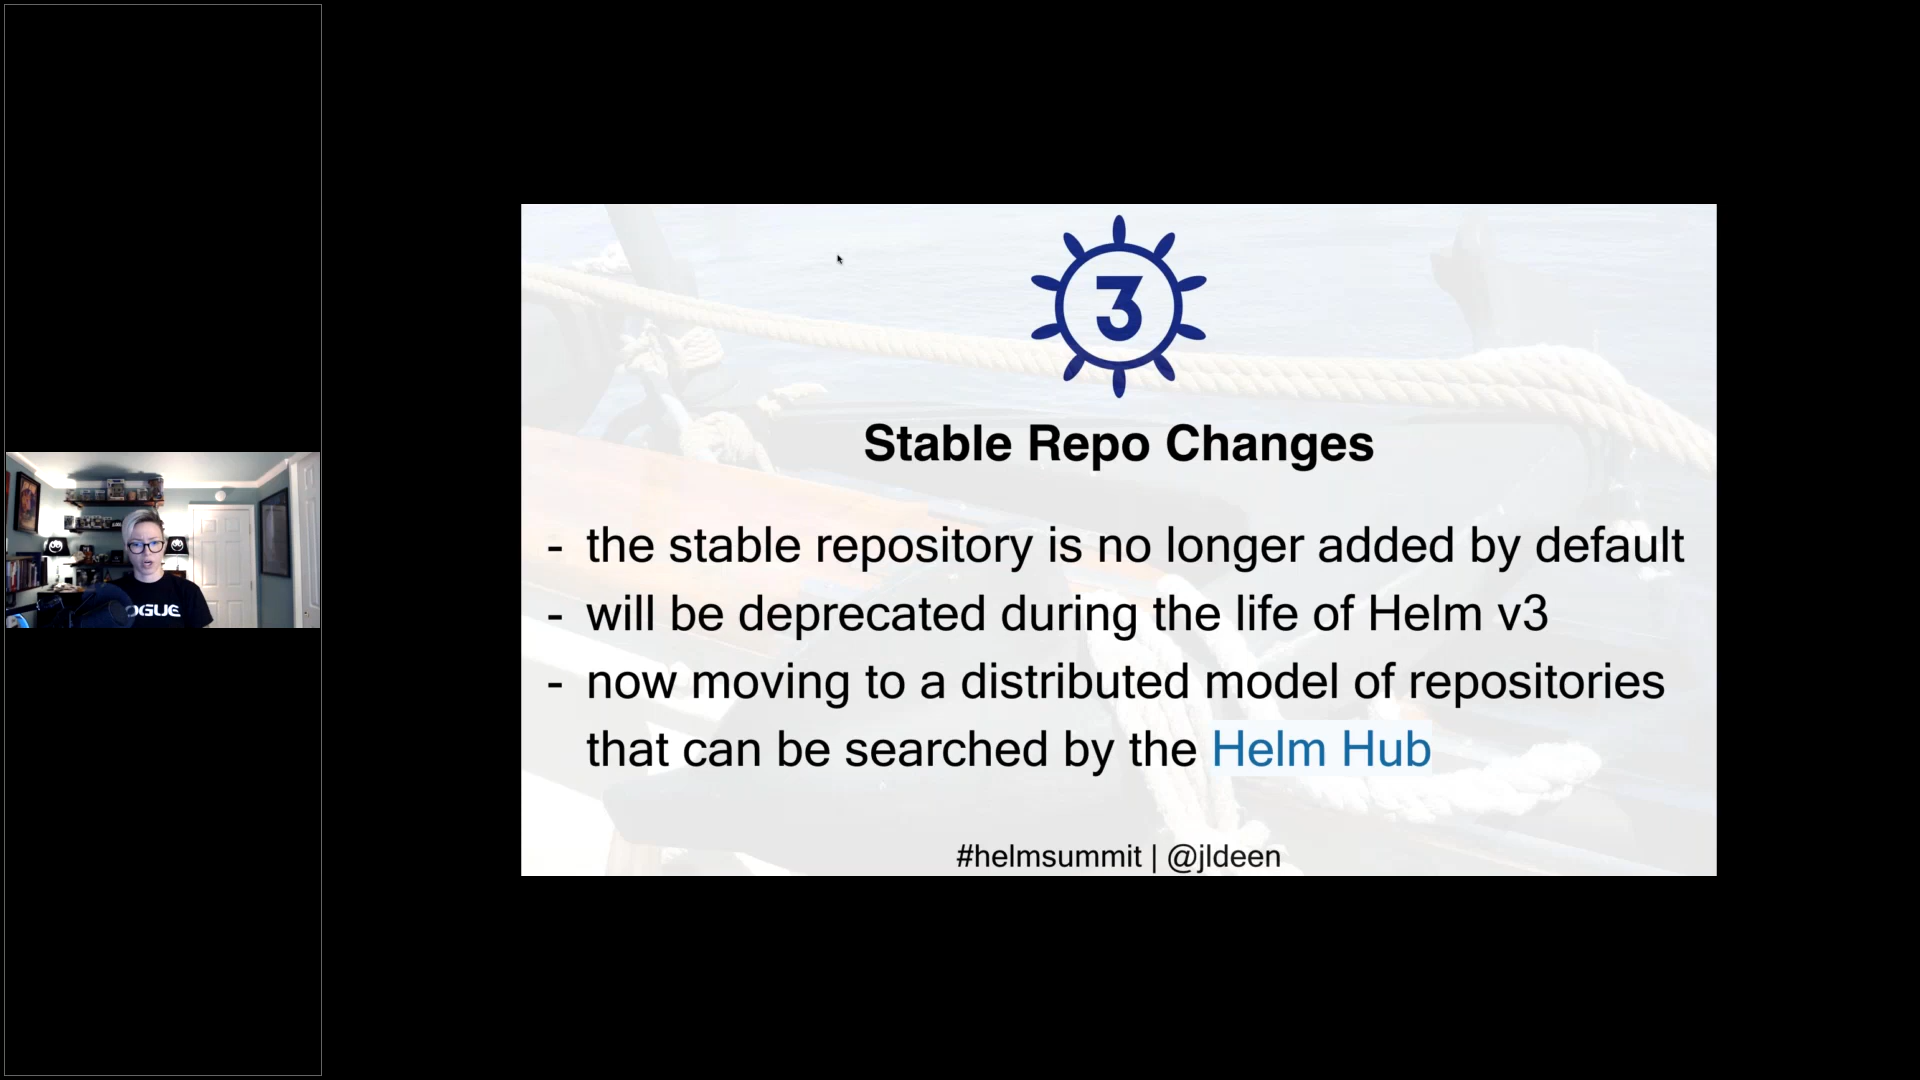 3
Stable Repo Changes
- the stable repository is no longer added by default
- will be deprecated during the life of Helm v3
- now moving to a distributed model of repositories
that can be searched by the Helm Hub
#helmsummit | @jldeen
OGUE